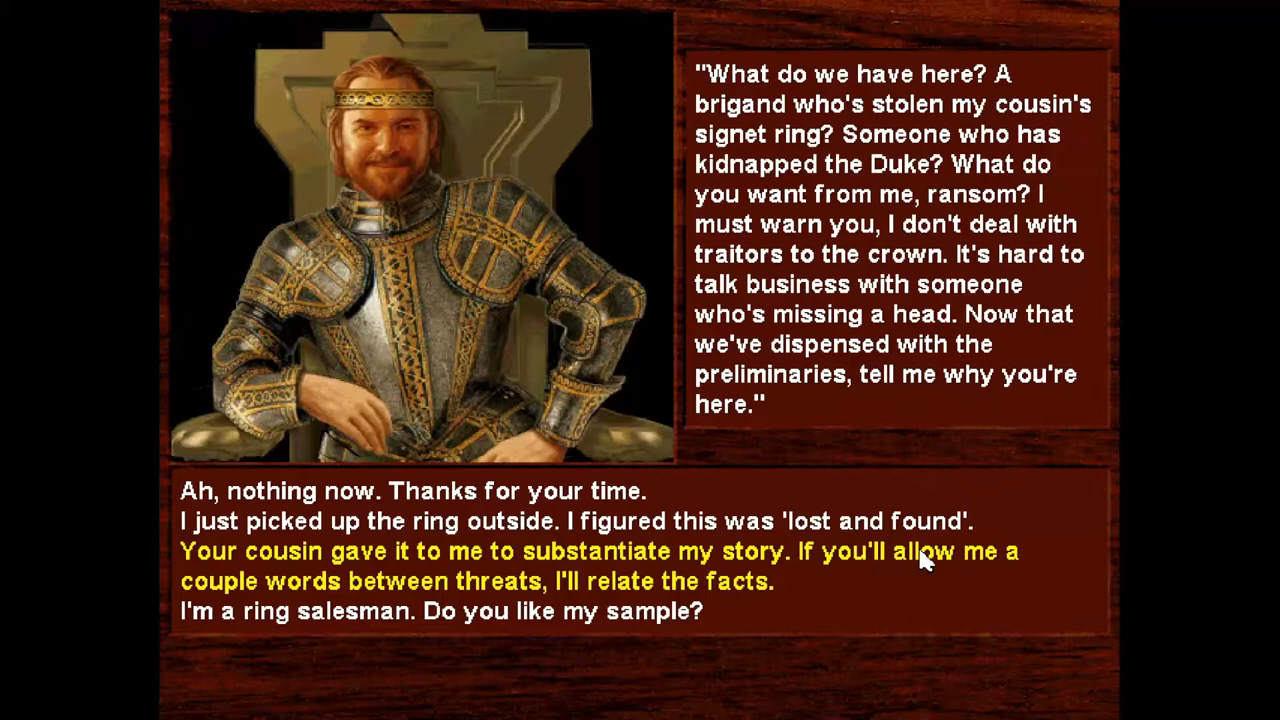 "What do we have here? A
brigand who's stolen my cousin's
signet ring? Someone who has
kidnapped the Duke? What do
you want from me, ransom? I
must warn you, I don't deal with
traitors to the crown. It's hard to
talk business with someone
who's missing a head. Now that
we've dispensed with the
preliminaries, tell me why you're
here."
Ah, nothing now. Thanks for your time.
I just picked up the ring outside. I figured this was 'lost and found'.
Your cousin gave it to me to substantiate my story. If you'll allow me a
couple words between threats, I'll relate the facts.
I'm a ring salesman. Do you like my sample?